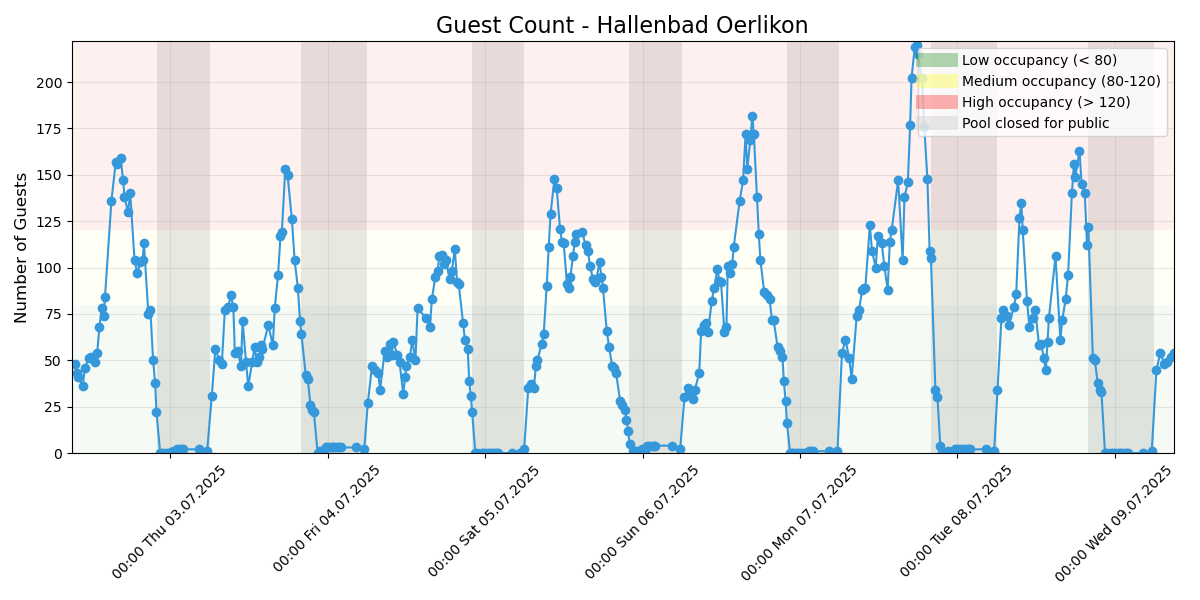 Guest Count - Hallenbad Oerlikon
Low occupancy (< 80)
Medium occupancy (80-120)
High occupancy (> 120)
Pool closed for public
Number of Guests
200
175
150
125
100
75
50
25
0
00:00 Thu 03.07.2025
00:00 Fri 04.07.2025
00:00 Sat 05.07.2025
00:00 Sun 06.07.2025
00:00 Mon 07.07.2025
00:00 Tue 08.07.2025
00:00 Wed 09.07.2025